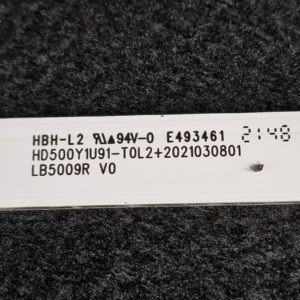 HBH-L2 ▲94V-0 E493461 2148
HD500Y1U91-T0L2+2021030801
LB5009R V0